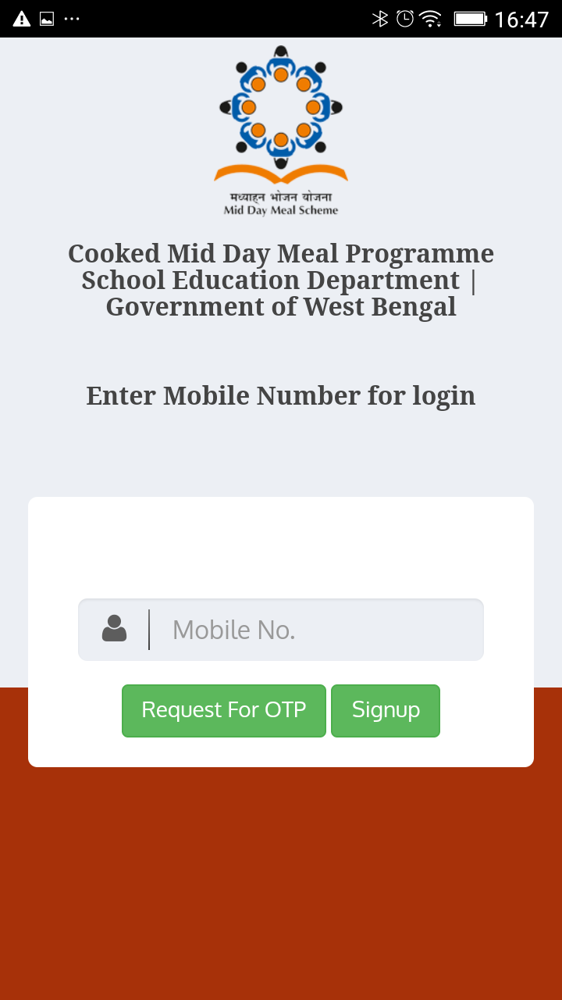 16:47
मध्याह्न भोजन योजना
Mid Day Meal Scheme
Cooked Mid Day Meal Programme
School Education Department |
Government of West Bengal
Enter Mobile Number for login
Mobile No.
Request For OTP Signup